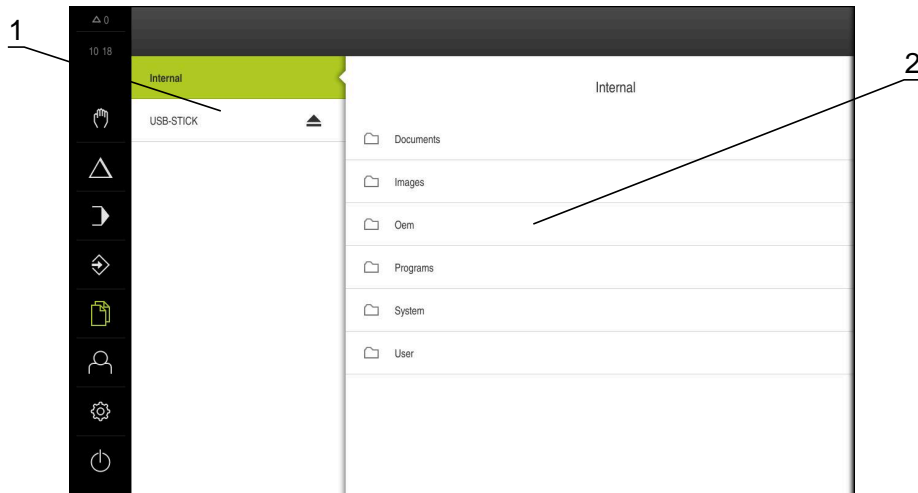 1
0
10 18
Internal
USB-STICK
Internal
Documents
Images
Oem
Programs
System
User
2